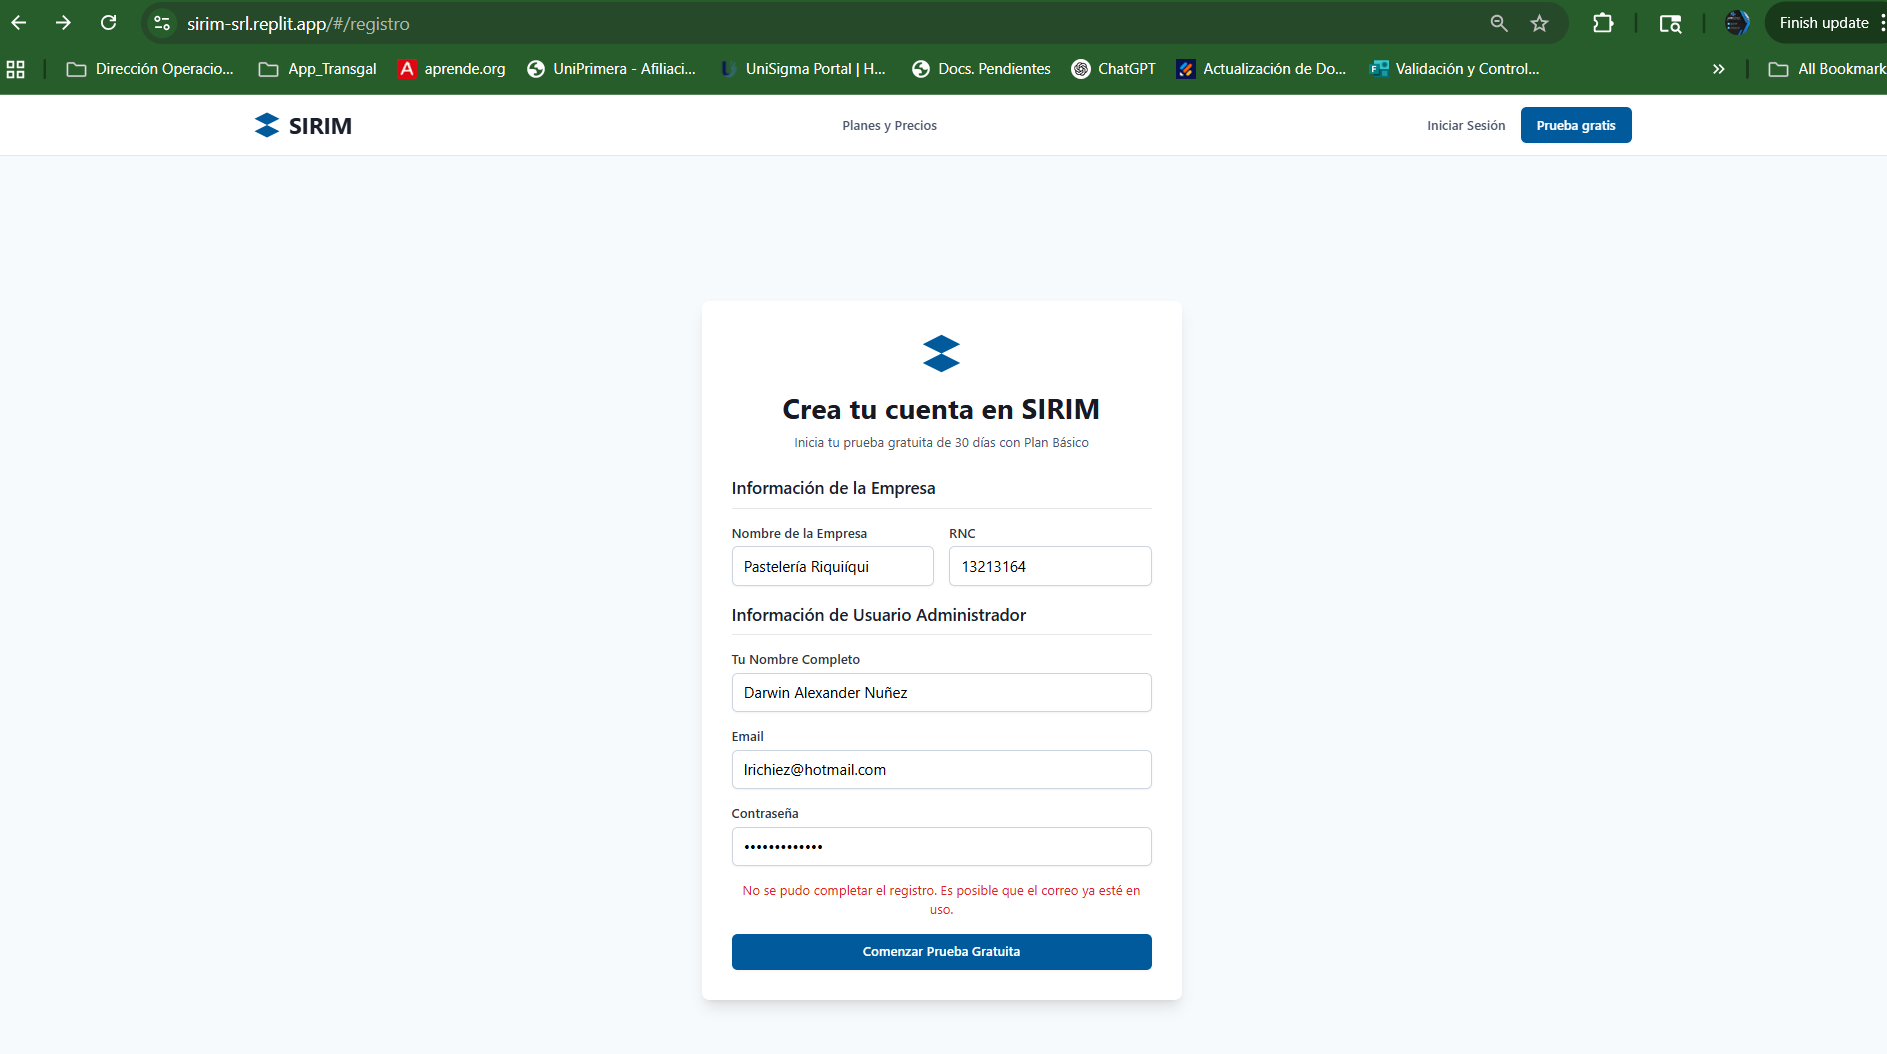 sirim-srl.replit.app/#/registro
Finish update
Dirección Operacio...
App_Transgal
A aprende.org
UniPrimera - Afiliaci...
U UniSigma Portal | H...
Docs. Pendientes
ChatGPT
Actualización de Do...
F Validación y Control...
»
All Bookmark
SIRIM
Planes y Precios
Iniciar Sesión
Prueba gratis
Crea tu cuenta en SIRIM
Inicia tu prueba gratuita de 30 días con Plan Básico
Información de la Empresa
Nombre de la Empresa
RNC
Pastelería Riquiíqui
13213164
Información de Usuario Administrador
Tu Nombre Completo
Darwin Alexander Nuñez
Email
lrichiez@hotmail.com
Contraseña
•••••••••••••
No se pudo completar el registro. Es posible que el correo ya esté en
uso.
Comenzar Prueba Gratuita